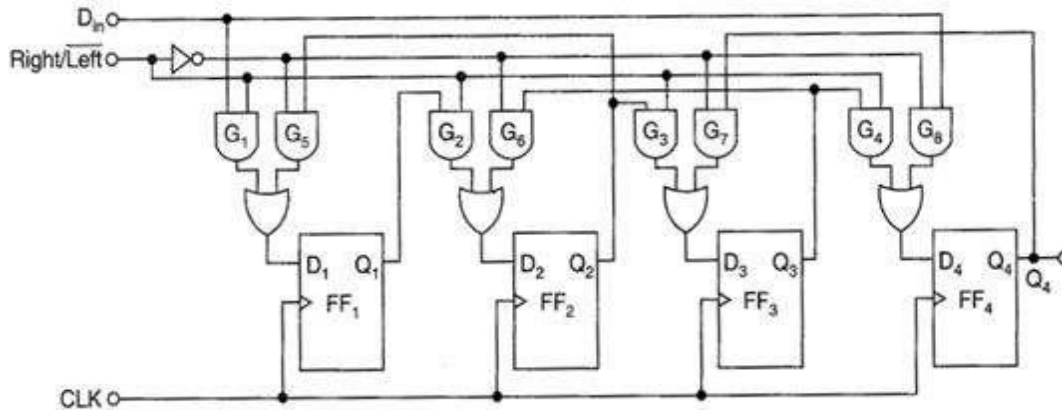 D_in
Right/Left
G₁ G₅ G₂ G₆ G₃ G₇ G₄ G₈
D₁ Q₁ D₂ Q₂ D₃ Q₃ D₄ Q₄
Q₄
FF₁ FF₂ FF₃ FF₄
CLK